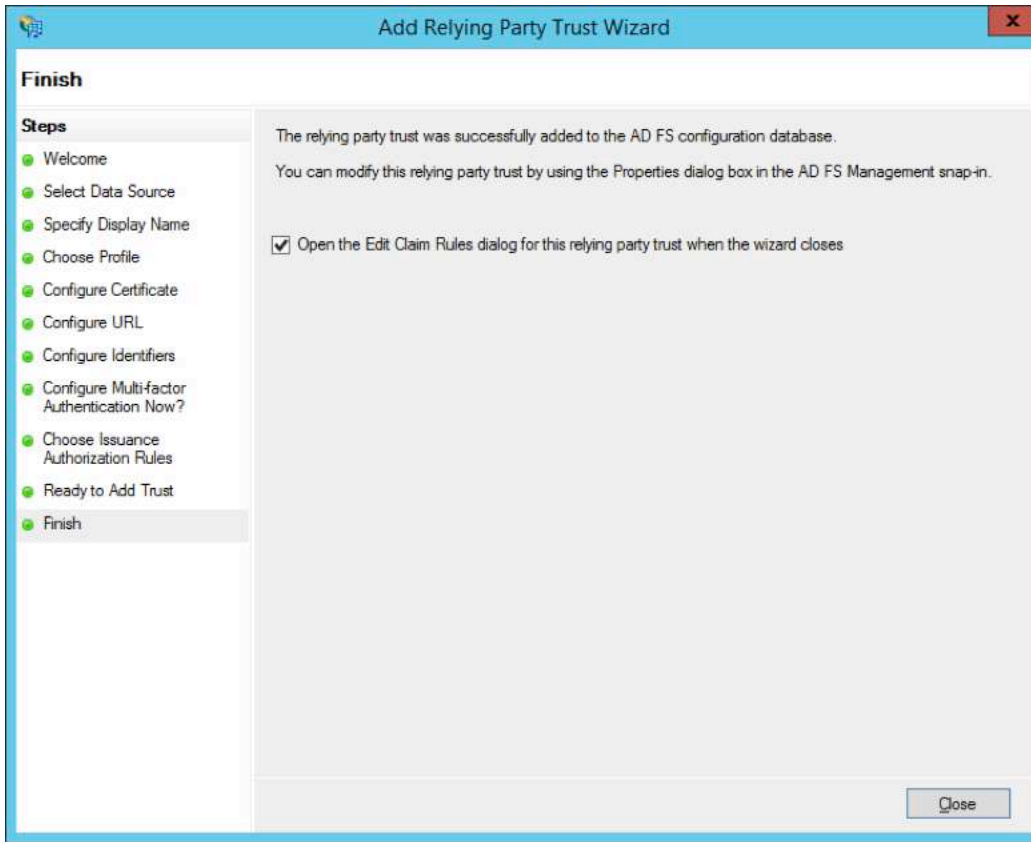 Add Relying Party Trust Wizard
x
Finish
Steps
Welcome
Select Data Source
Specify Display Name
Choose Profile
Configure Certificate
Configure URL
Configure Identifiers
Configure Multi-factor
Authentication Now?
Choose Issuance
Authorization Rules
Ready to Add Trust
Finish
The relying party trust was successfully added to the AD FS configuration database.
You can modify this relying party trust by using the Properties dialog box in the AD FS Management snap-in.
Open the Edit Claim Rules dialog for this relying party trust when the wizard closes
Close